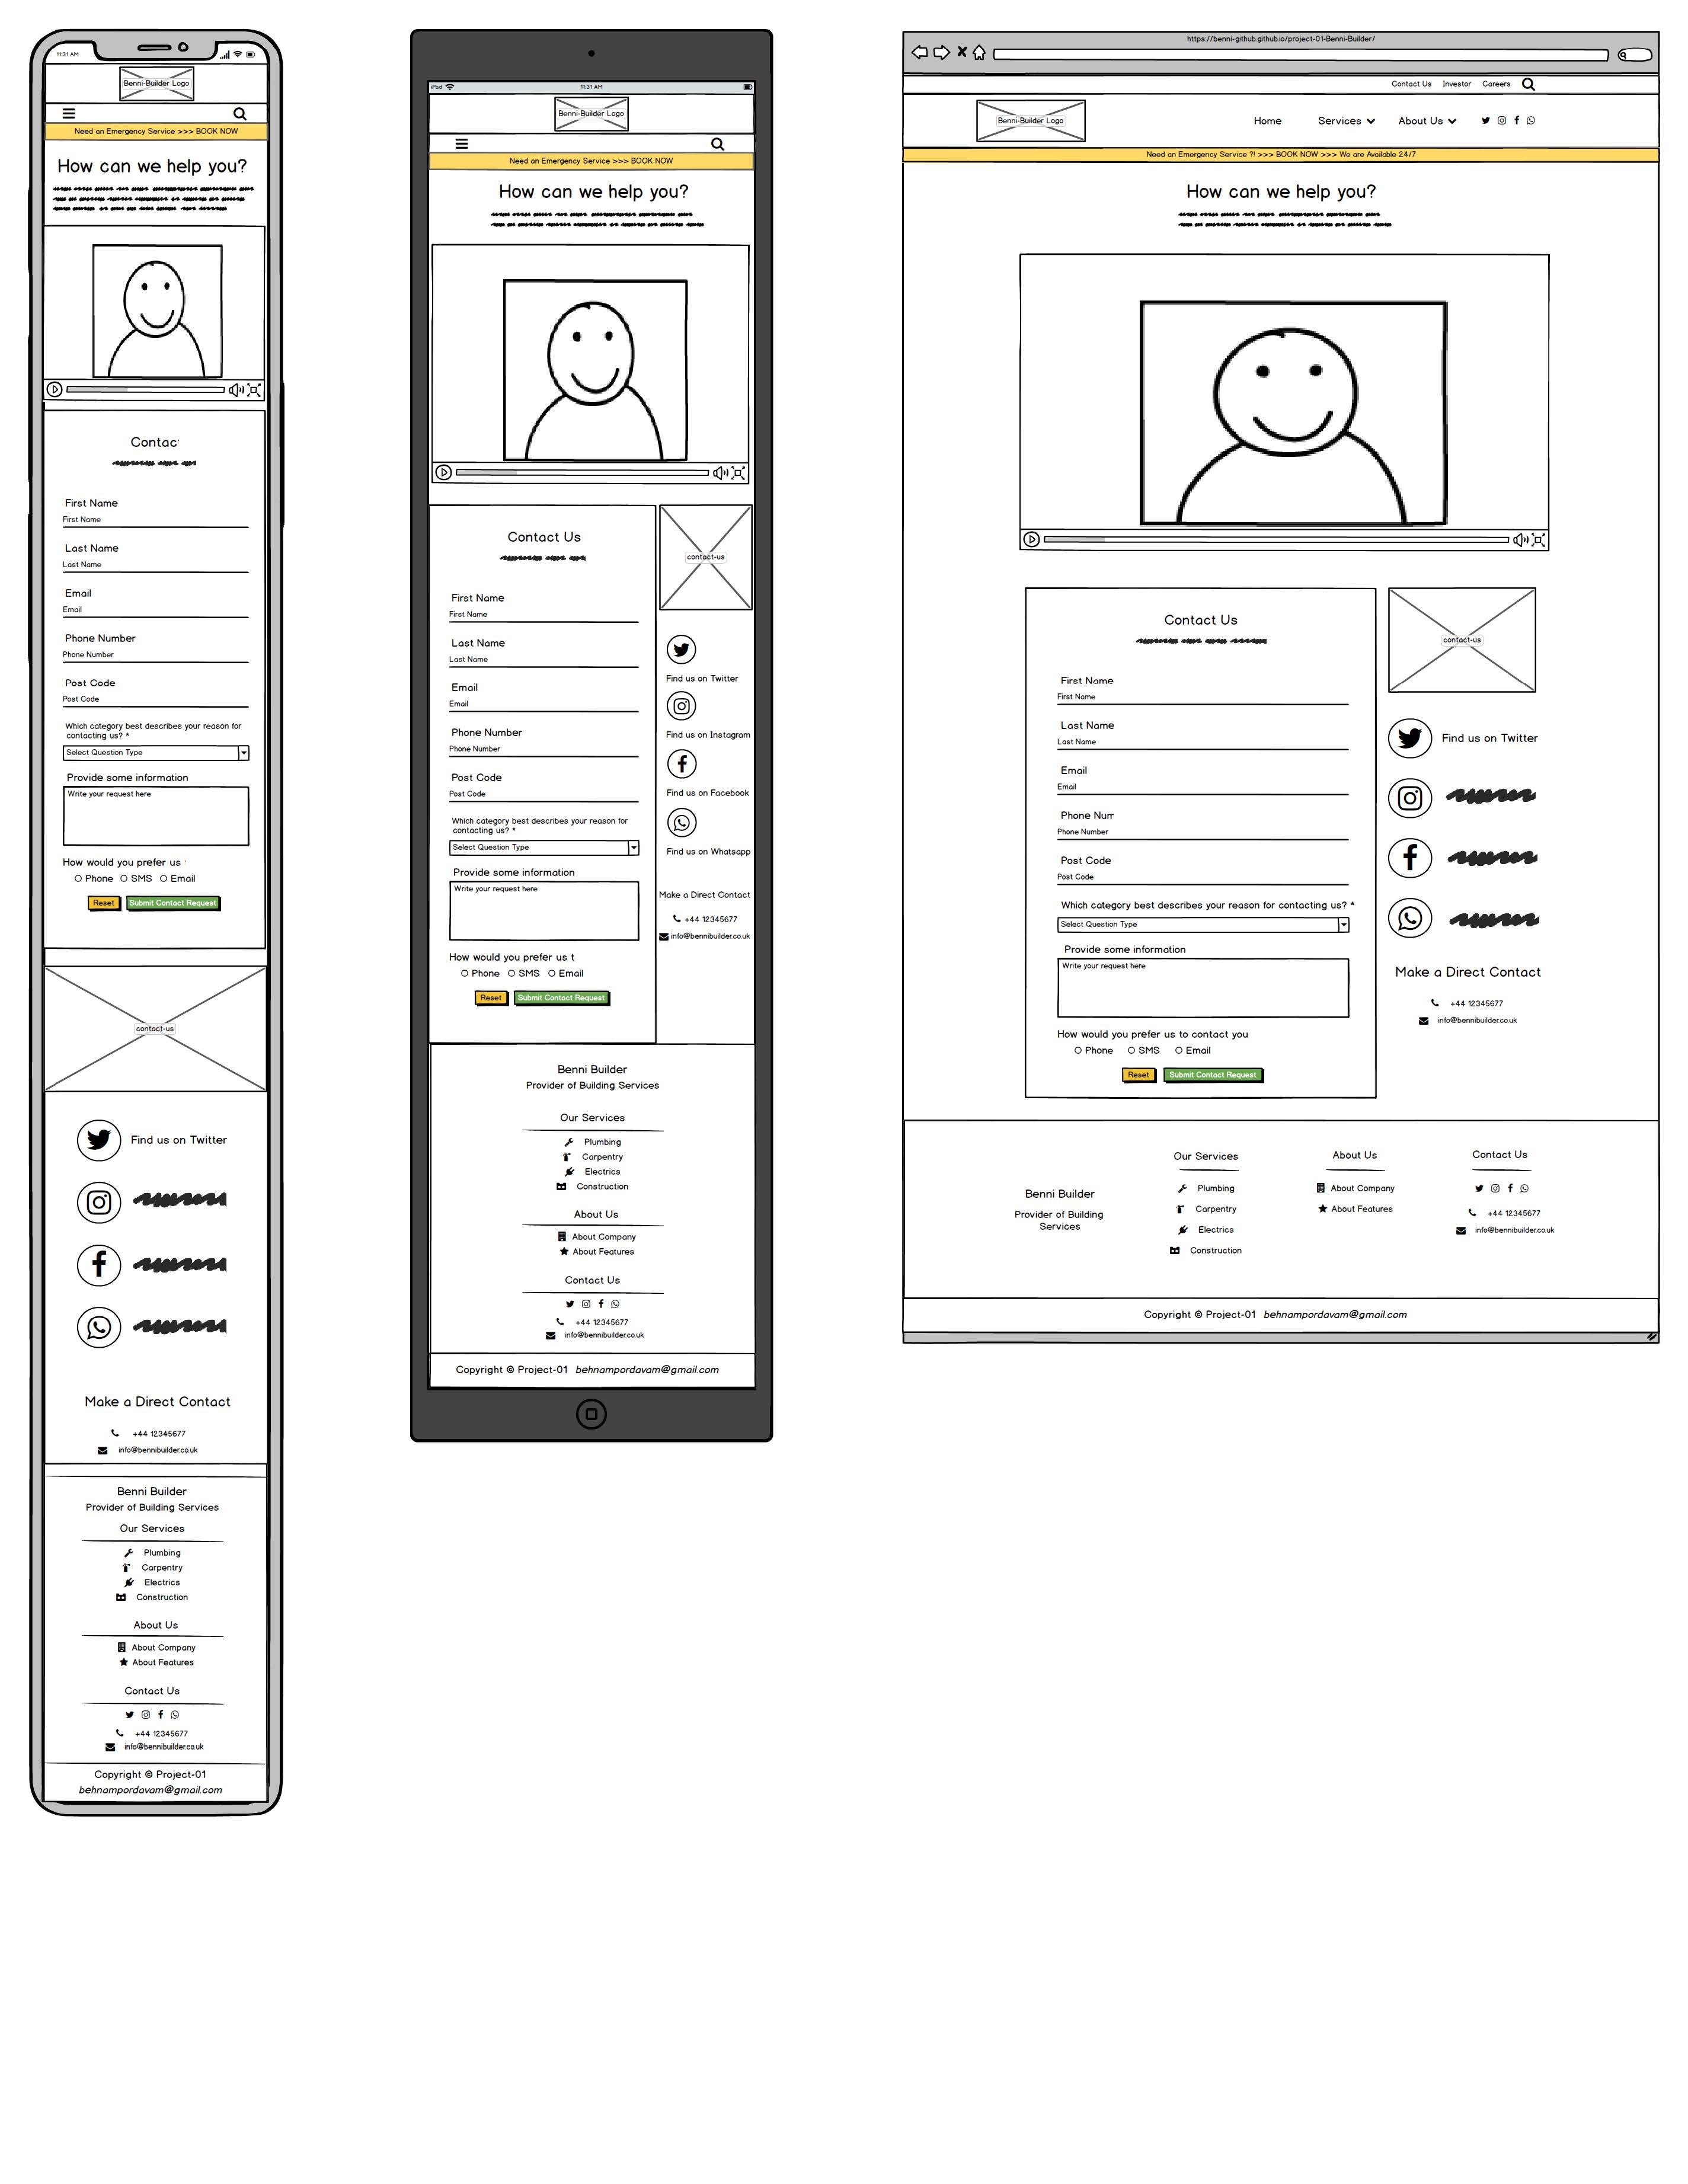 11:31 AM
Benni-Builder Logo
Need an Emergency Service >>> BOOK NOW
How can we help you?
Contac
First Name
First Name
Last Name
Last Name
Email
Email
Phone Number
Phone Number
Post Code
Post Code
Which category best describes your reason for
contacting us? *
Select Question Type
Provide some information
Write your request here
How would you prefer us
Phone SMS Email
Reset Submit Contact Request
contact-us
Find us on Twitter
Make a Direct Contact
+44 12345677
info@bennibuilder.co.uk
Benni Builder
Provider of Building Services
Our Services
Plumbing
Carpentry
Electrics
Construction
About Us
About Company
About Features
Contact Us
+44 12345677
info@bennibuilder.co.uk
Copyright © Project-01
behnampordavam@gmail.com
iPod 11:31 AM
Benni-Builder Logo
Need an Emergency Service >>> BOOK NOW
How can we help you?
Contact Us
First Name
First Name
Last Name
Last Name
Email
Email
Phone Number
Phone Number
Post Code
Post Code
Which category best describes your reason for
contacting us? *
Select Question Type
Provide some information
Write your request here
How would you prefer us t
Phone SMS Email
Reset Submit Contact Request
contact-us
Find us on Twitter
Find us on Instagram
Find us on Facebook
Find us on Whatsapp
Make a Direct Contact
+44 12345677
info@bennibuilder.co.uk
Benni Builder
Provider of Building Services
Our Services
Plumbing
Carpentry
Electrics
Construction
About Us
About Company
About Features
Contact Us
+44 12345677
info@bennibuilder.co.uk
Copyright © Project-01 behnampordavam@gmail.com
https://benni-github.github.io/project-01-Benni-Builder/
Contact Us Investor Careers
Benni-Builder Logo
Home Services About Us
Need an Emergency Service ?! >>> BOOK NOW >>> We are Available 24/7
How can we help you?
Contact Us
First Name
First Name
Last Name
Last Name
Email
Email
Phone Nur
Phone Number
Post Code
Post Code
Which category best describes your reason for contacting us? *
Select Question Type
Provide some information
Write your request here
How would you prefer us to contact you
Phone SMS Email
Reset Submit Contact Request
contact-us
Find us on Twitter
Make a Direct Contact
+44 12345677
info@bennibuilder.co.uk
Benni Builder
Provider of Building
Services
Our Services
Plumbing
Carpentry
Electrics
Construction
About Us
About Company
About Features
Contact Us
+44 12345677
info@bennibuilder.co.uk
Copyright © Project-01 behnampordavam@gmail.com